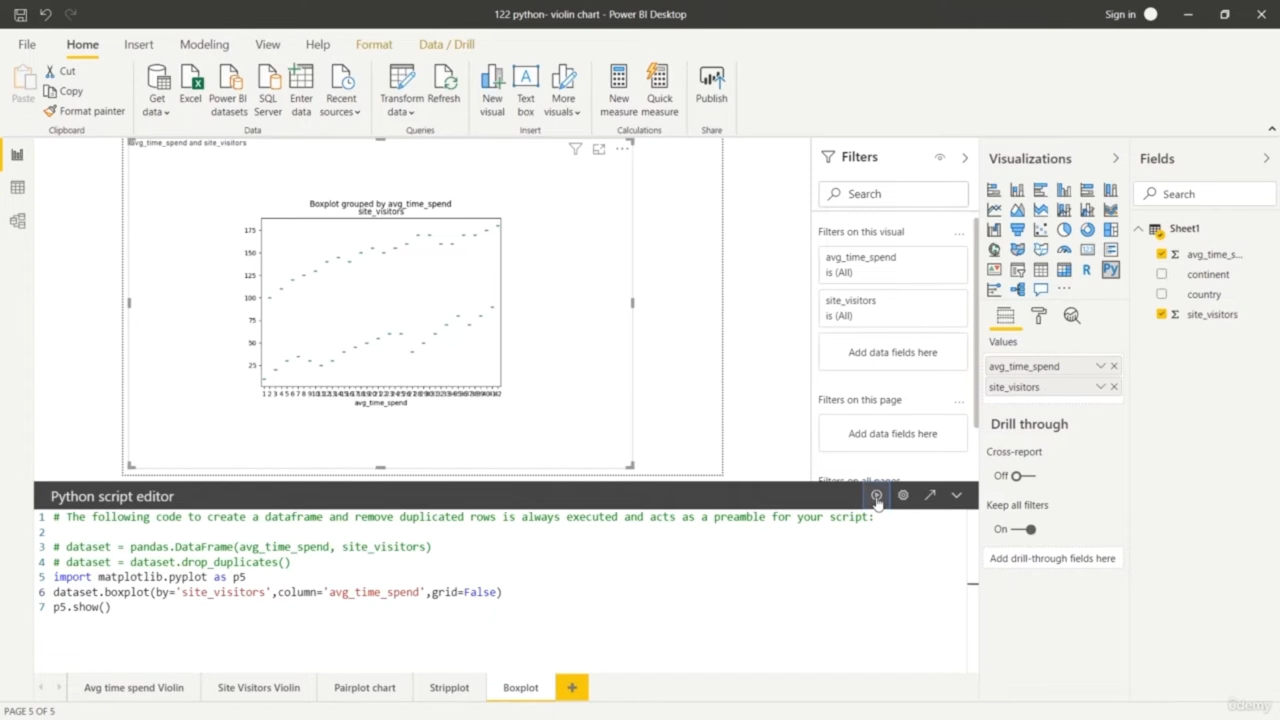 122 python- violin chart - Power BI Desktop
Sign in
File Home Insert Modeling View Help Format Data / Drill
Paste
Cut
Copy
Format painter
Clipboard
Get data
Excel
Power BI datasets
SQL Server
Enter data
Recent sources
Data
Transform data
Refresh
Queries
New visual
Text box
More visuals
Insert
New measure
Quick measure
Calculations
Publish
Share
avg_time_spend and site_visitors
Boxplot grouped by avg_time_spend
site_visitors
175
150
125
100
75
50
25
avg_time_spend
Filters
Search
Filters on this visual ...
avg_time_spend
is (All)
site_visitors
is (All)
Add data fields here
Filters on this page ...
Add data fields here
Filters on all pages
Visualizations
R Py
Values
avg_time_spend
site_visitors
Drill through
Cross-report
Off
Keep all filters
On
Add drill-through fields here
Fields
Search
Sheet1
Σ avg_time_s...
continent
country
Σ site_visitors
Python script editor
1 # The following code to create a dataframe and remove duplicated rows is always executed and acts as a preamble for your script:
2
3 # dataset = pandas.DataFrame(avg_time_spend, site_visitors)
4 # dataset = dataset.drop_duplicates()
5 import matplotlib.pyplot as p5
6 dataset.boxplot(by='site_visitors',column='avg_time_spend',grid=False)
7 p5.show()
Avg time spend Violin
Site Visitors Violin
Pairplot chart
Stripplot
Boxplot
+
PAGE 5 OF 5
ûdemy